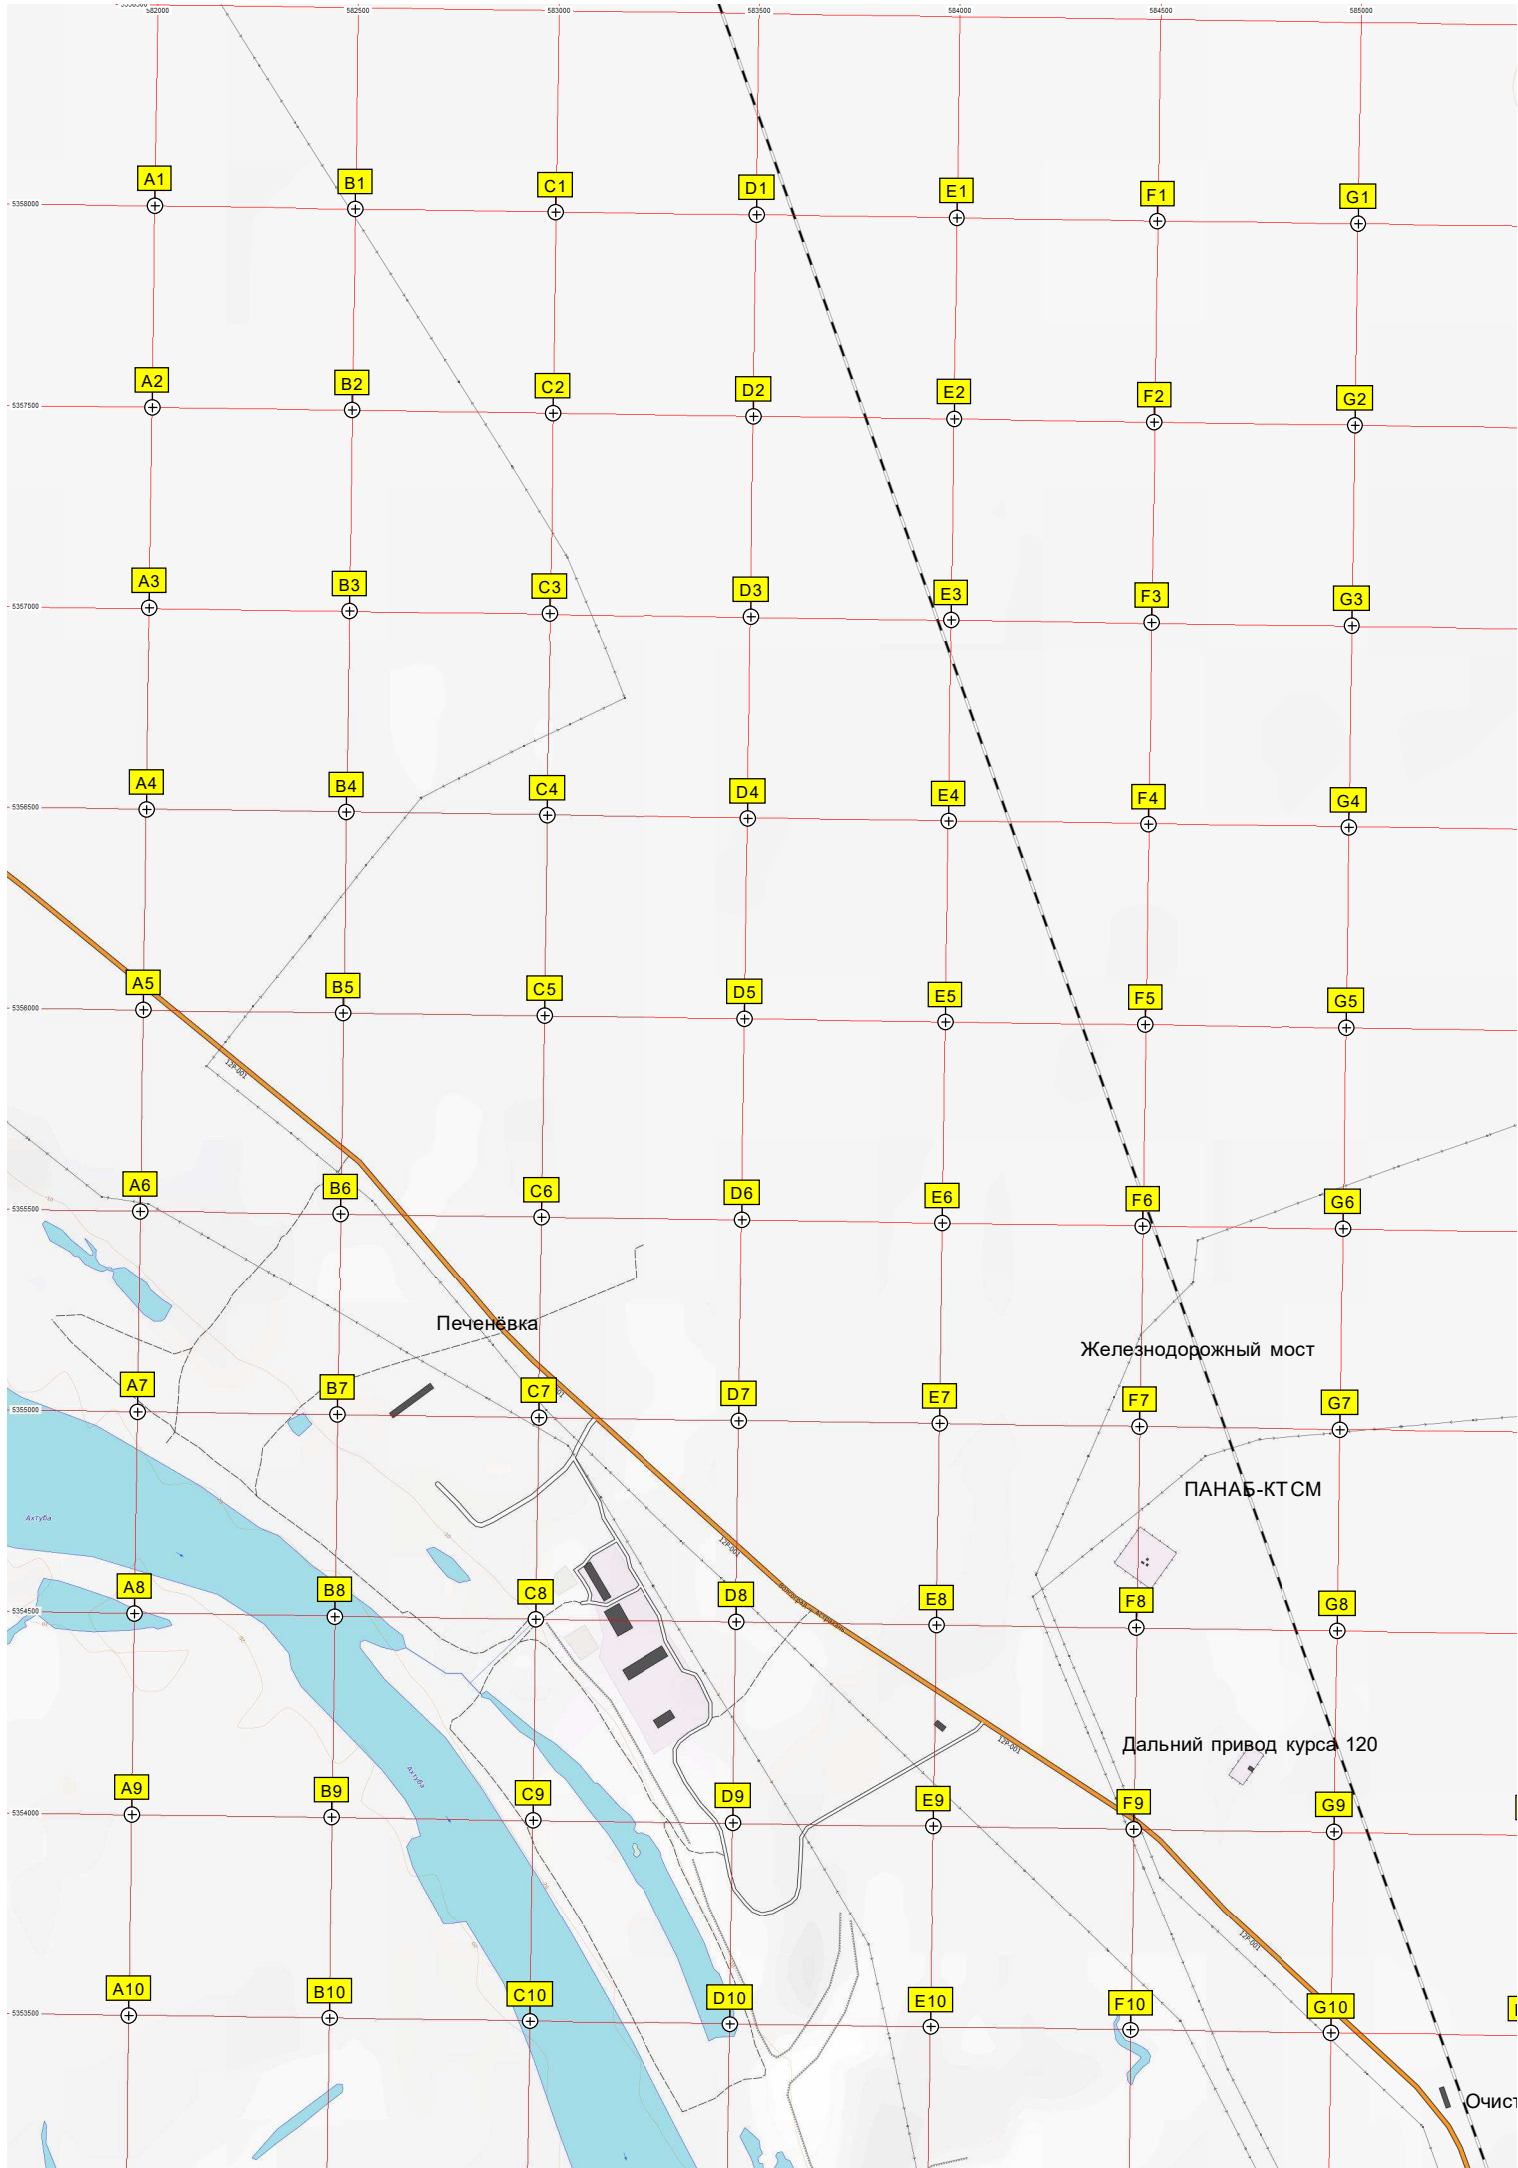 582000 582500 583000 583500 584000 584500 585000
A1 B1 C1 D1 E1 F1 G1
5358000
A2 B2 C2 D2 E2 F2 G2
5357500
A3 B3 C3 D3 E3 F3 G3
5357000
A4 B4 C4 D4 E4 F4 G4
5356500
A5 B5 C5 D5 E5 F5 G5
5356000
12Р-001
A6 B6 C6 D6 E6 F6 G6
5355500
Печенёвка
Железнодорожный мост
A7 B7 C7 D7 E7 F7 G7
5355000
ПАНАБ-КТСМ
Ахтуба
12Р-001
A8 B8 C8 D8 E8 F8 G8
5354500
12Р-001
Дальний привод курса 120
Ахтуба
A9 B9 C9 D9 E9 F9 G9
5354000
12Р-001
A10 B10 C10 D10 E10 F10 G10
5353500
Очист